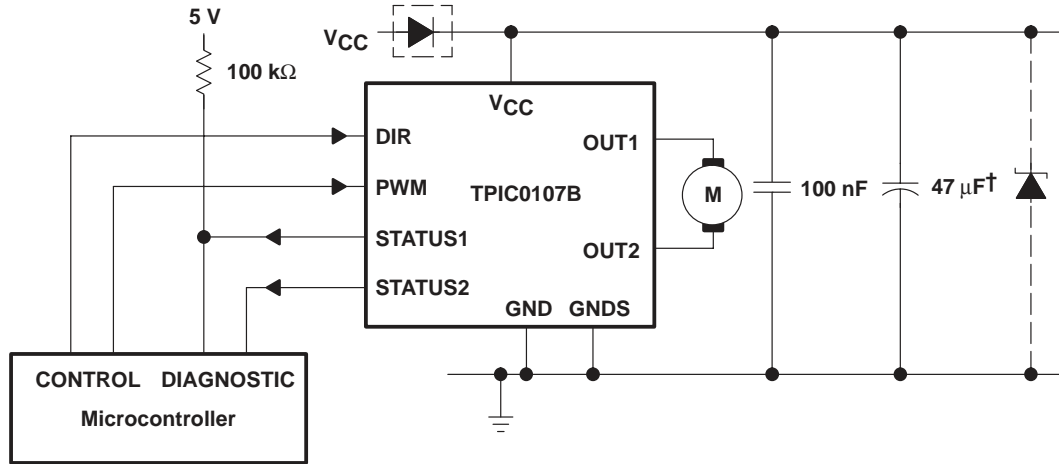 5 V
100 kΩ
VCC
VCC
DIR
PWM
STATUS1
STATUS2
TPIC0107B
OUT1
OUT2
GND GNDS
M
100 nF
47 μF†
CONTROL DIAGNOSTIC
Microcontroller